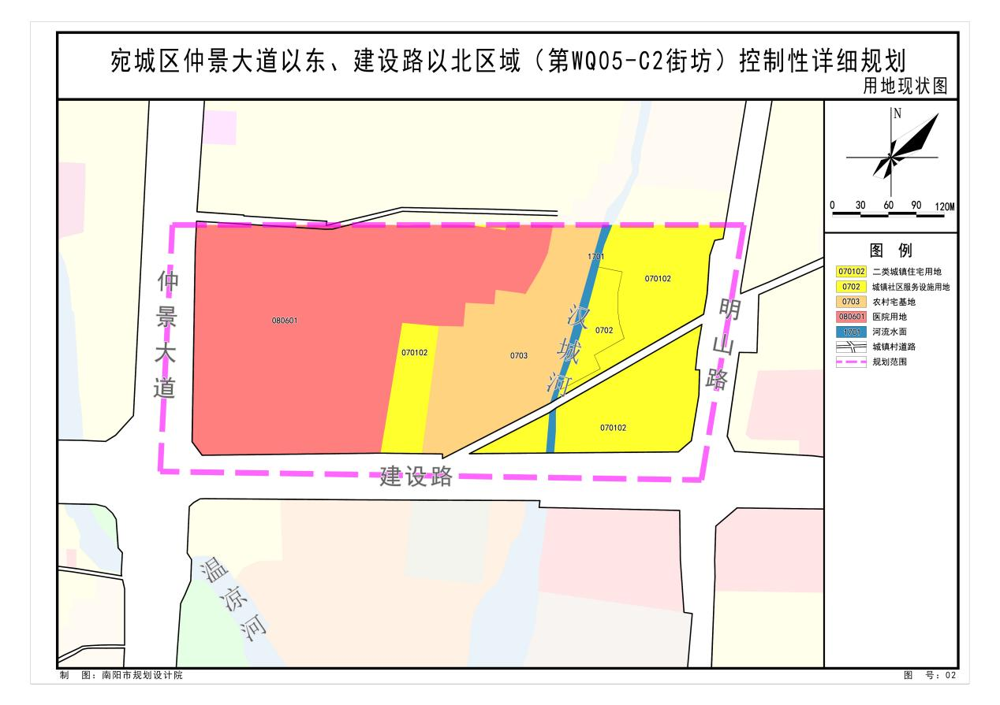 宛城区仲景大道以东、建设路以北区域（第WQ05-C2街坊）控制性详细规划
用地现状图
N
0 30 60 90 120M
图 例
070102 二类城镇住宅用地
0702 城镇社区服务设施用地
0703 农村宅基地
080601 医院用地
1701 河流水面
城镇村道路
规划范围
1701
070102
080601
0702
070102
0703
070102
仲景大道
汉城河
明山路
建设路
温凉河
制 图：南阳市规划设计院
图 号：02